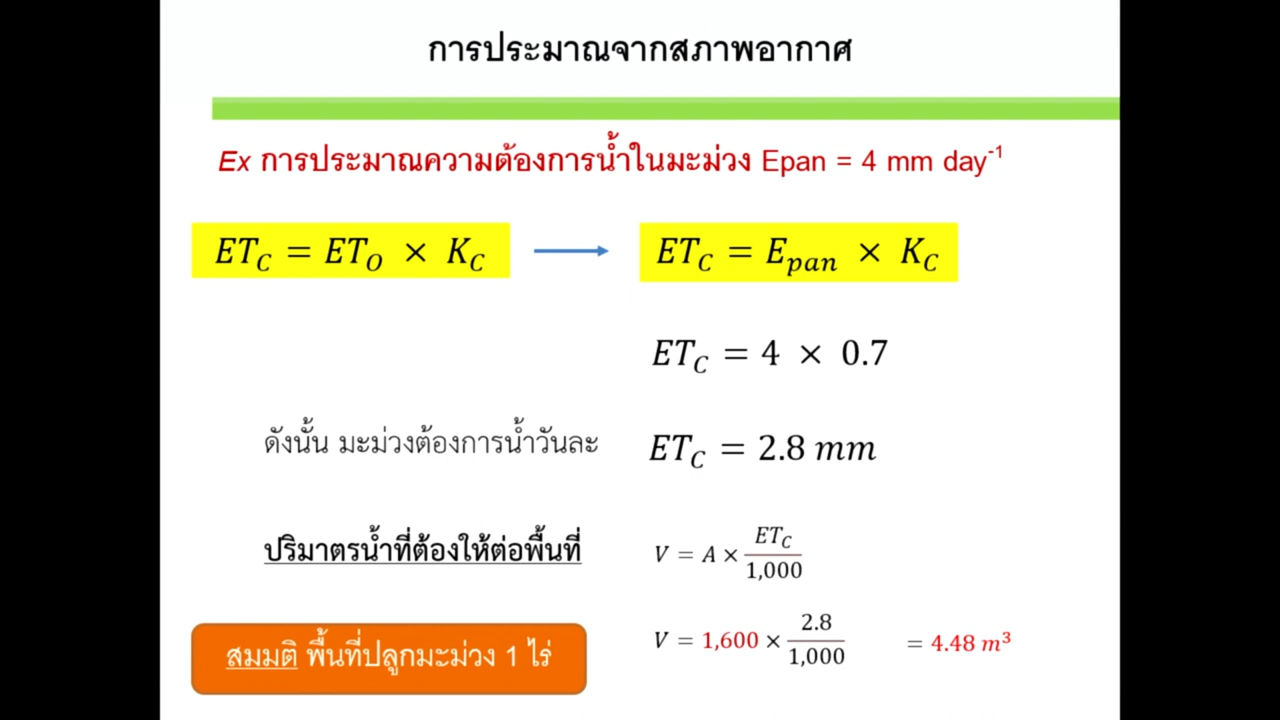 การประมาณจากสภาพอากาศ
Ex การประมาณความต้องการน้ำในมะม่วง Epan = 4 mm day⁻¹
ET_C = ET_O × K_C → ET_C = E_pan × K_C
ET_C = 4 × 0.7
ดังนั้น มะม่วงต้องการน้ำวันละ ET_C = 2.8 mm
ปริมาตรน้ำที่ต้องให้ต่อพื้นที่ V = A × ET_C / 1,000
สมมติ พื้นที่ปลูกมะม่วง 1 ไร่ V = 1,600 × 2.8 / 1,000 = 4.48 m³